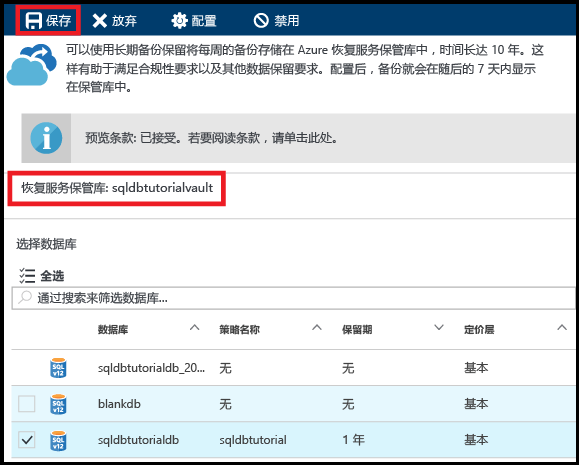 保存 放弃 配置 禁用
可以使用长期备份保留将每周的备份存储在 Azure 恢复服务保管库中，时间长达 10 年。这
样有助于满足合规性要求以及其他数据保留要求。配置后，备份就会在随后的 7 天内显示
在保管库中。
预览条款: 已接受。若要阅读条款，请单击此处。
恢复服务保管库: sqldbtutorialvault
选择数据库
全选
通过搜索来筛选数据库...
数据库 策略名称 保留期 定价层
SQL v12 sqldbtutorialdb_20... 无 无 基本
SQL v12 blankdb 无 无 基本
SQL v12 sqldbtutorialdb sqldbtutorial 1 年 基本